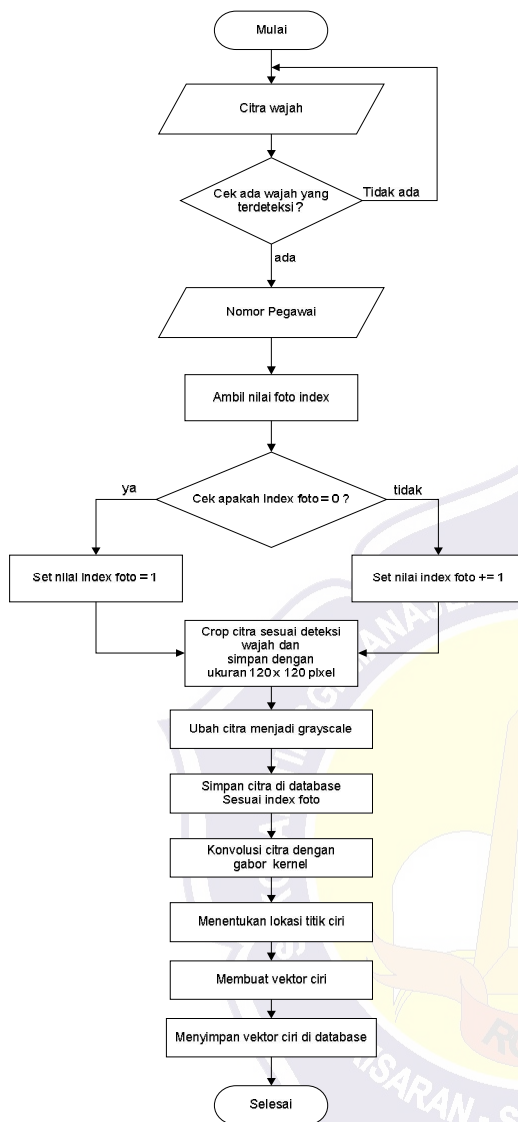 Mulai
Citra wajah
Cek ada wajah yang
terdeteksi ?
Tidak ada
ada
Nomor Pegawai
Ambil nilai foto index
Cek apakah Index foto = 0 ?
ya
tidak
Set nilai Index foto = 1
Set nilai index foto += 1
Crop citra sesuai deteksi
wajah dan
simpan dengan
ukuran 120 x 120 pixel
Ubah citra menjadi grayscale
Simpan citra di database
Sesuai index foto
Konvolusi citra dengan
gabor kernel
Menentukan lokasi titik ciri
Membuat vektor ciri
Menyimpan vektor ciri di database
Selesai